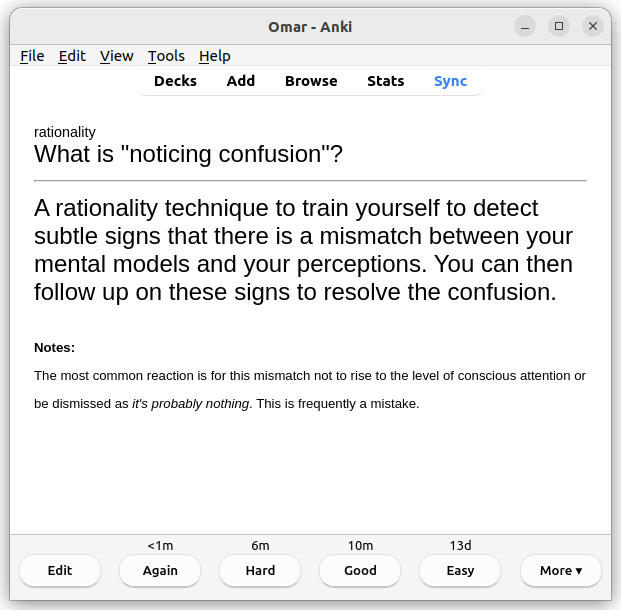 Omar - Anki
File Edit View Tools Help
Decks Add Browse Stats Sync
rationality
What is "noticing confusion"?
A rationality technique to train yourself to detect
subtle signs that there is a mismatch between your
mental models and your perceptions. You can then
follow up on these signs to resolve the confusion.
Notes:
The most common reaction is for this mismatch not to rise to the level of conscious attention or
be dismissed as it's probably nothing. This is frequently a mistake.
<1m 6m 10m 13d
Edit Again Hard Good Easy More ▾